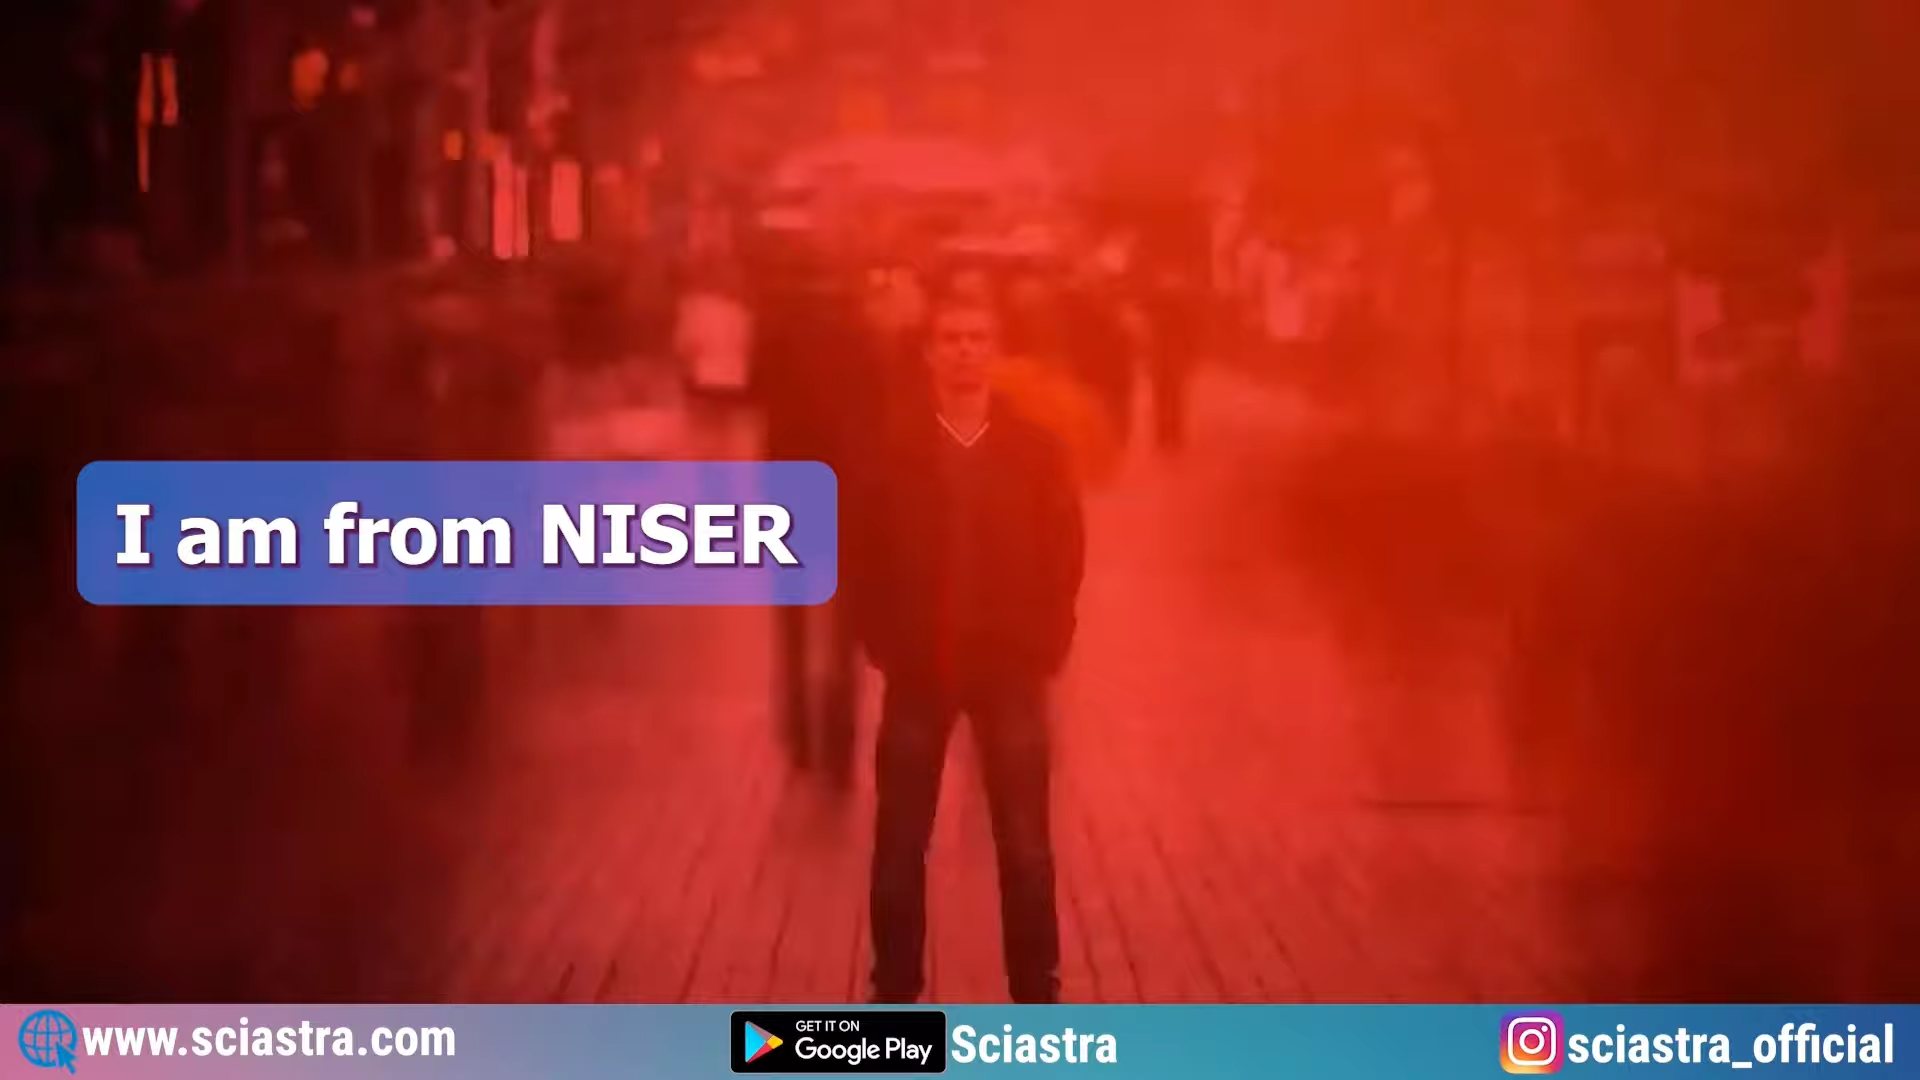 I am from NISER
www.sciastra.com
GET IT ON
Google Play
Sciastra
sciastra_official